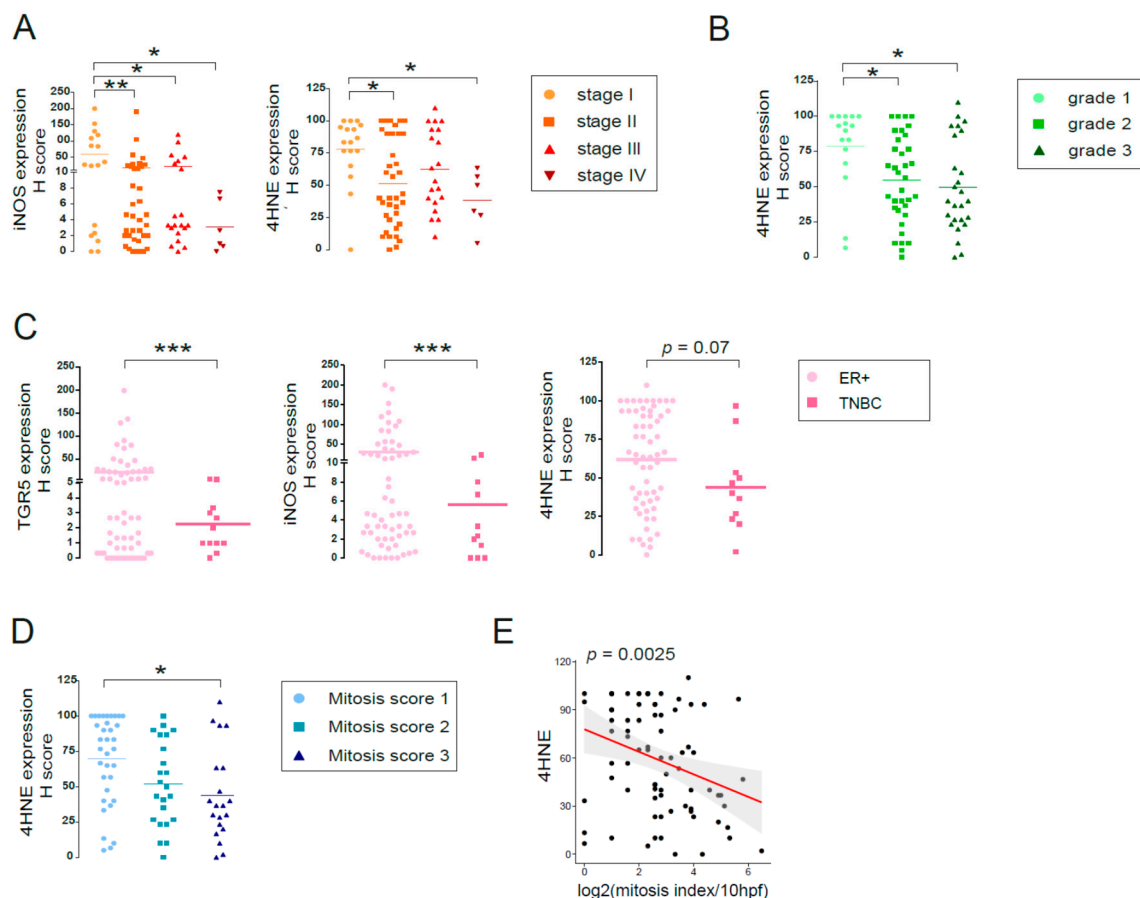 A
B
iNOS expression
H score
200
150
100
50
10
8
6
4
2
0
**
*
*
4HNE expression
H score
125
100
75
50
25
0
*
*
stage I
stage II
stage III
stage IV
4HNE expression
H score
125
100
75
50
25
0
*
*
grade 1
grade 2
grade 3
C
TGR5 expression
H score
250
200
150
100
50
5
4
3
2
1
0
***
iNOS expression
H score
250
200
150
100
50
10
8
6
4
2
0
***
4HNE expression
H score
125
100
75
50
25
0
p = 0.07
ER+
TNBC
D
4HNE expression
H score
125
100
75
50
25
0
*
Mitosis score 1
Mitosis score 2
Mitosis score 3
E
p = 0.0025
4HNE
120
90
60
30
0
0
2
4
6
log2(mitosis index/10hpf)